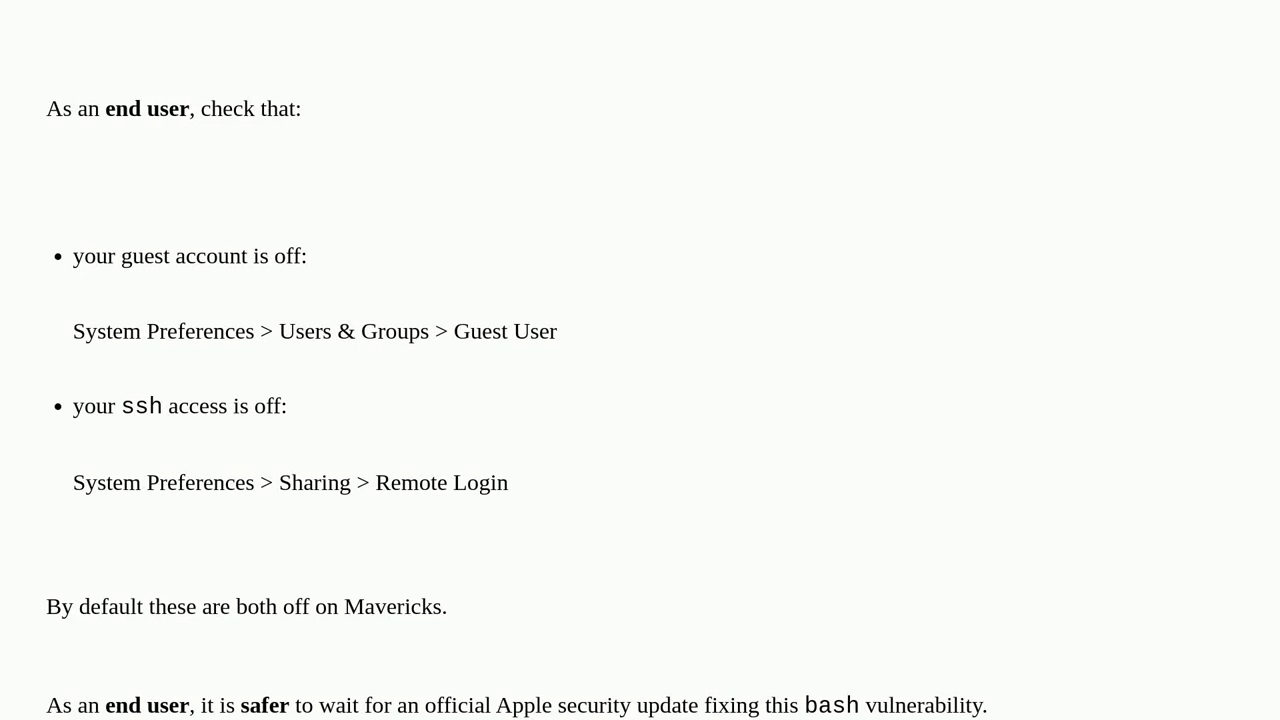 As an end user, check that:
• your guest account is off:
System Preferences > Users & Groups > Guest User
• your ssh access is off:
System Preferences > Sharing > Remote Login
By default these are both off on Mavericks.
As an end user, it is safer to wait for an official Apple security update fixing this bash vulnerability.